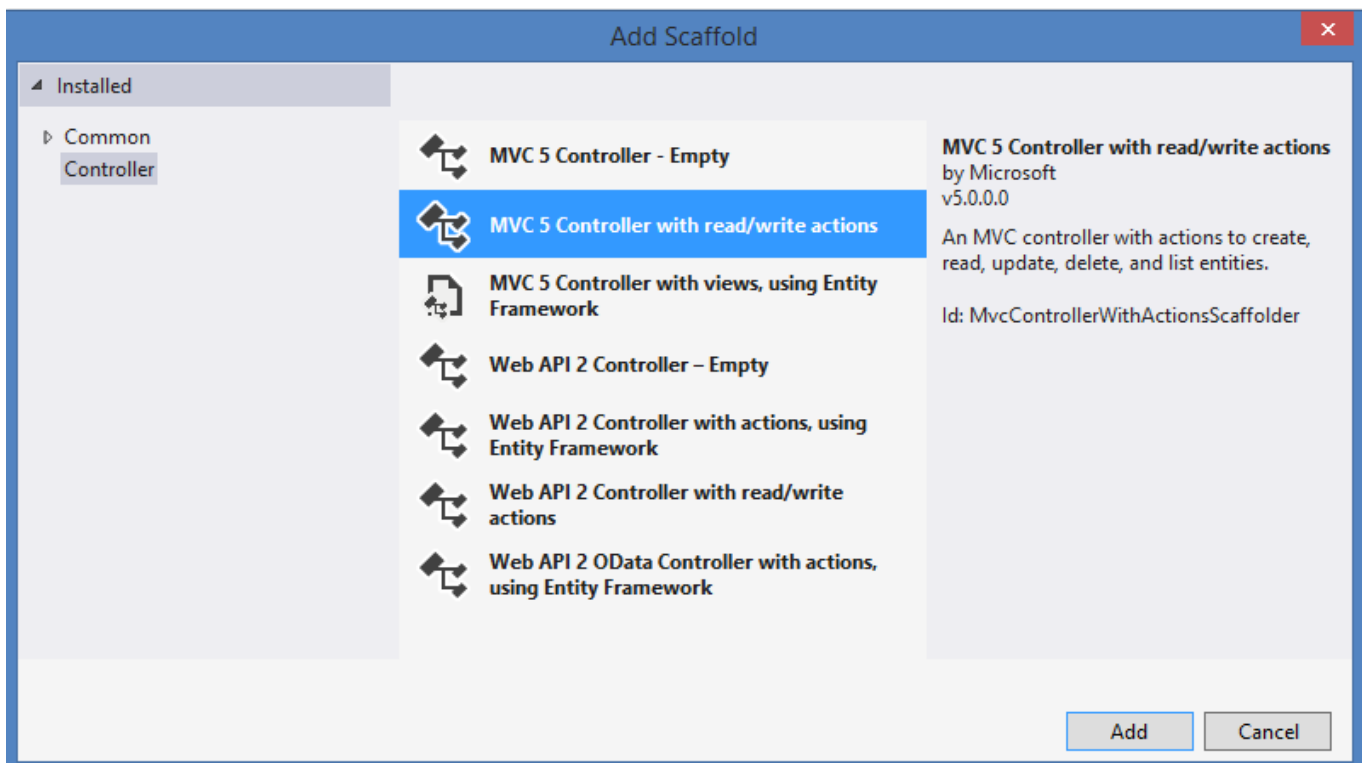 Add Scaffold
Installed
Common
Controller
MVC 5 Controller - Empty
MVC 5 Controller with read/write actions
MVC 5 Controller with views, using Entity
Framework
Web API 2 Controller – Empty
Web API 2 Controller with actions, using
Entity Framework
Web API 2 Controller with read/write
actions
Web API 2 OData Controller with actions,
using Entity Framework
MVC 5 Controller with read/write actions
by Microsoft
v5.0.0.0
An MVC controller with actions to create,
read, update, delete, and list entities.
Id: MvcControllerWithActionsScaffolder
Add
Cancel